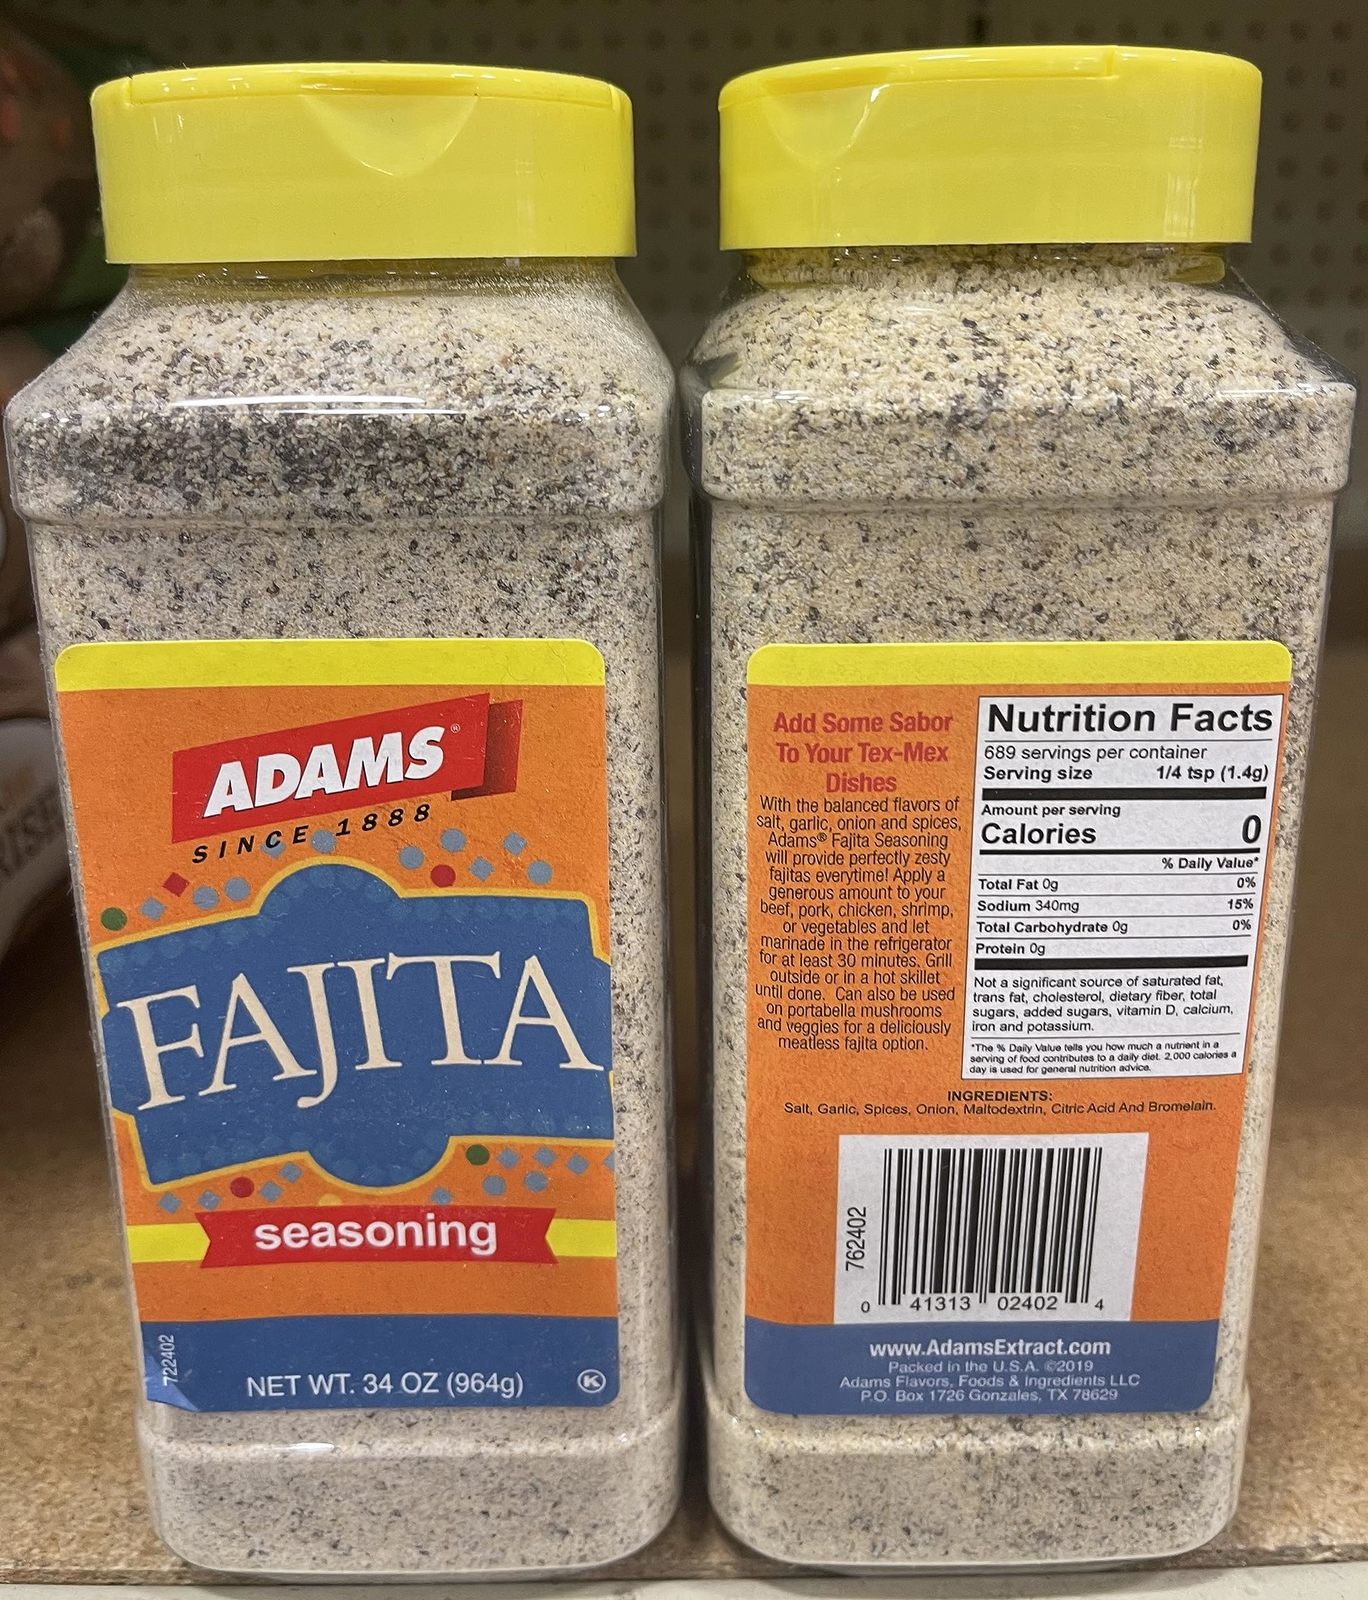 ADAMS®
SINCE 1888
FAJITA
seasoning
722402
NET WT. 34 OZ (964g)
K
Add Some Sabor
To Your Tex-Mex
Dishes
With the balanced flavors of
salt, garlic, onion and spices,
Adams® Fajita Seasoning
will provide perfectly zesty
fajitas everytime! Apply a
generous amount to your
beef, pork, chicken, shrimp,
or vegetables and let
marinade in the refrigerator
for at least 30 minutes. Grill
outside or in a hot skillet
until done. Can also be used
on portabella mushrooms
and veggies for a deliciously
meatless fajita option.
Nutrition Facts
689 servings per container
Serving size 1/4 tsp (1.4g)
Amount per serving
Calories 0
% Daily Value*
Total Fat 0g 0%
Sodium 340mg 15%
Total Carbohydrate 0g 0%
Protein 0g
Not a significant source of saturated fat,
trans fat, cholesterol, dietary fiber, total
sugars, added sugars, vitamin D, calcium,
iron and potassium.
*The % Daily Value tells you how much a nutrient in a
serving of food contributes to a daily diet. 2,000 calories a
day is used for general nutrition advice.
INGREDIENTS:
Salt, Garlic, Spices, Onion, Maltodextrin, Citric Acid And Bromelain.
762402
0 41313 02402 4
www.AdamsExtract.com
Packed in the U.S.A. ©2019
Adams Flavors, Foods & Ingredients LLC
P.O. Box 1726 Gonzales, TX 78629